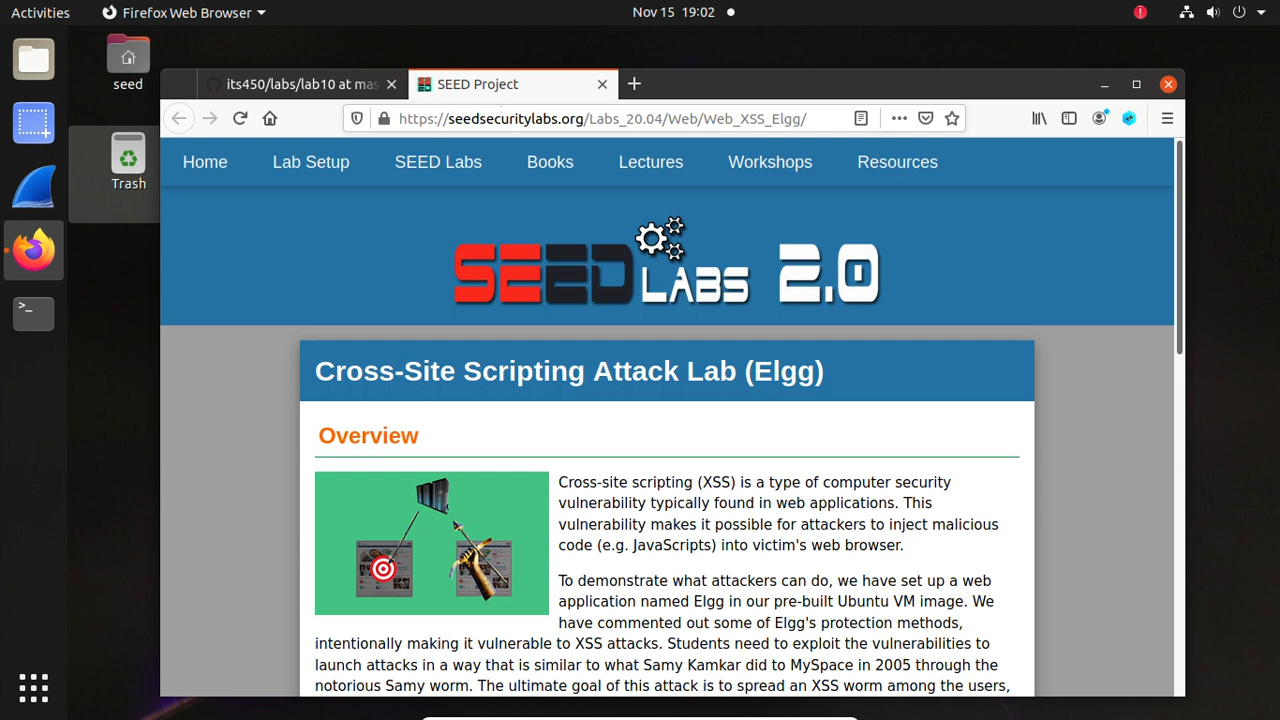 Activities
Firefox Web Browser
Nov 15 19:02
seed
Trash
its450/labs/lab10 at mas
SEED Project
https://seedsecuritylabs.org/Labs_20.04/Web/Web_XSS_Elgg/
Home
Lab Setup
SEED Labs
Books
Lectures
Workshops
Resources
SEED LABS 2.0
Cross-Site Scripting Attack Lab (Elgg)
Overview
Cross-site scripting (XSS) is a type of computer security
vulnerability typically found in web applications. This
vulnerability makes it possible for attackers to inject malicious
code (e.g. JavaScripts) into victim's web browser.
To demonstrate what attackers can do, we have set up a web
application named Elgg in our pre-built Ubuntu VM image. We
have commented out some of Elgg's protection methods,
intentionally making it vulnerable to XSS attacks. Students need to exploit the vulnerabilities to
launch attacks in a way that is similar to what Samy Kamkar did to MySpace in 2005 through the
notorious Samy worm. The ultimate goal of this attack is to spread an XSS worm among the users,